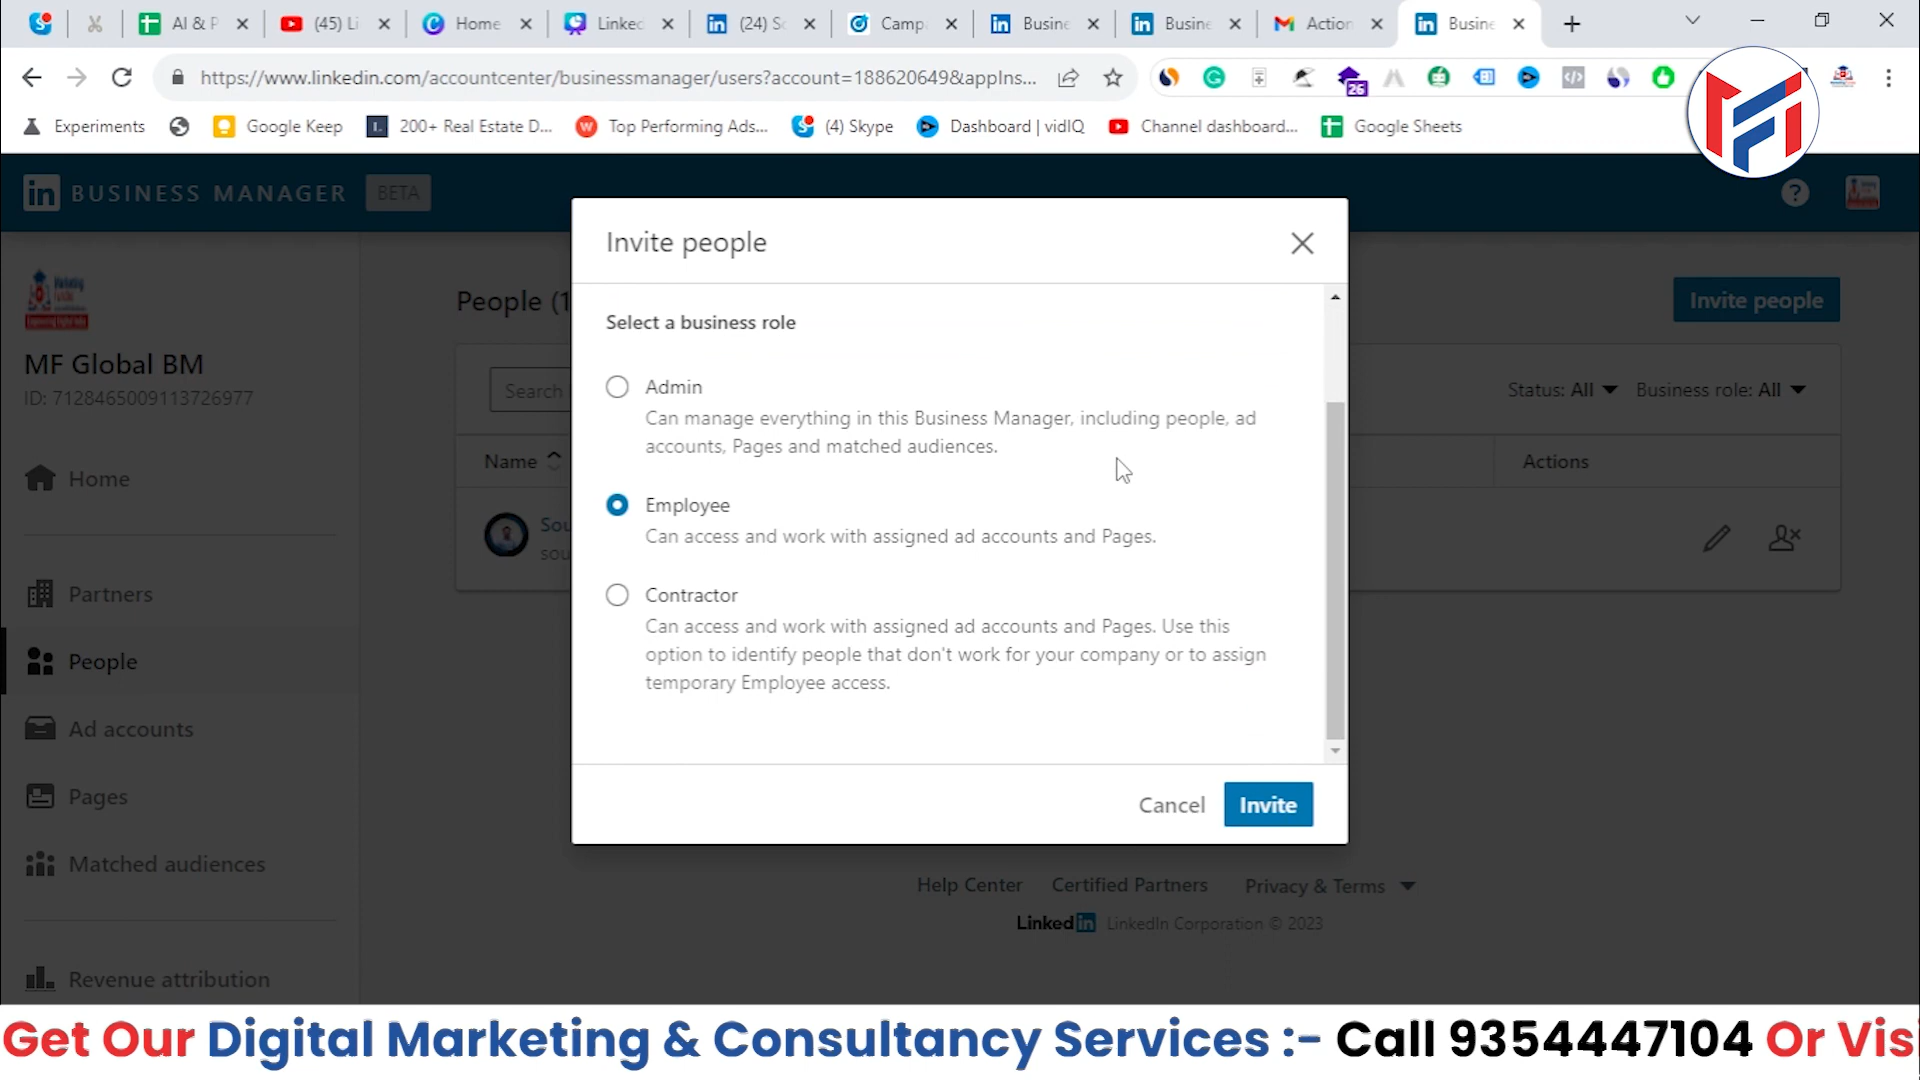 AI & P
(45) Li
Home
Linked
(24) S
Camp
Busine
Busine
Action
Busine
https://www.linkedin.com/accountcenter/businessmanager/users?account=188620649&appIns...
26
Experiments
Google Keep
200+ Real Estate D...
Top Performing Ads...
(4) Skype
Dashboard | vidIQ
Channel dashboard...
Google Sheets
in BUSINESS MANAGER BETA
Invite people
People (1
Invite people
Select a business role
MF Global BM
ID: 7128465009113726977
Search
Status: All
Business role: All
Admin
Can manage everything in this Business Manager, including people, ad
accounts, Pages and matched audiences.
Name
Actions
Home
Employee
Can access and work with assigned ad accounts and Pages.
Sou
sou
Partners
Contractor
Can access and work with assigned ad accounts and Pages. Use this
option to identify people that don't work for your company or to assign
temporary Employee access.
People
Ad accounts
Pages
Cancel
Invite
Matched audiences
Help Center
Certified Partners
Privacy & Terms
Linkedin LinkedIn Corporation © 2023
Revenue attribution
Get Our Digital Marketing & Consultancy Services :- Call 9354447104 Or Vis